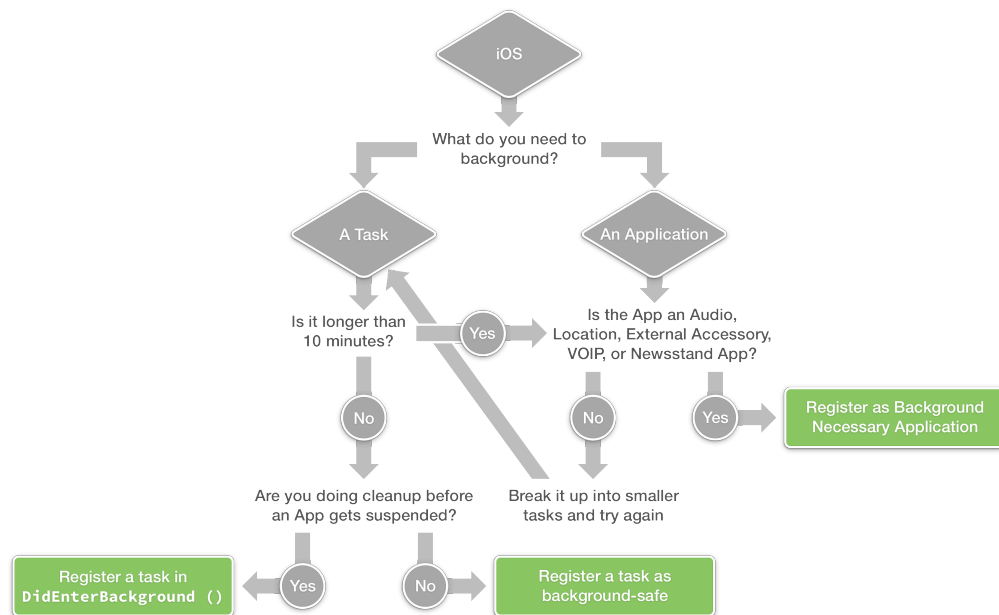 iOS
What do you need to
background?
A Task
An Application
Is it longer than
10 minutes?
Yes
Is the App an Audio,
Location, External Accessory,
VOIP, or Newsstand App?
No
No
Yes
Register as Background
Necessary Application
Are you doing cleanup before
an App gets suspended?
Break it up into smaller
tasks and try again
Register a task in
DidEnterBackground ()
Yes
No
Register a task as
background-safe